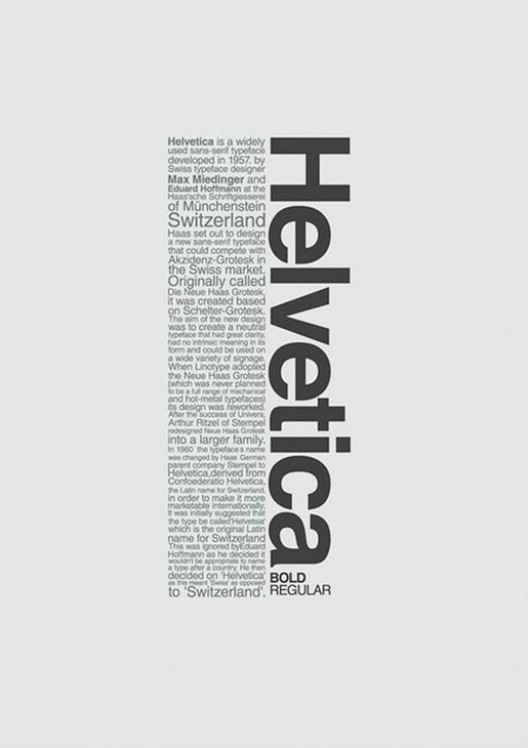 Helvetica is a widely
used sans-serif typeface
developed in 1957. by
Swiss typeface designer
Max Miedinger and
Eduard Hoffmann at the
Haas'sche Schriftgiesserei
of Münchenstein
Switzerland
Haas set out to design
a new sans-serif typeface
that could compete with
Akzidenz-Grotesk in
the Swiss market.
Originally called
Die Neue Haas Grotesk,
it was created based
on Schelter-Grotesk.
The aim of the new design
was to create a neutral
typeface that had great clarity,
had no intrinsic meaning in its
form and could be used on
a wide variety of signage.
When Linotype adopted
the Neue Haas Grotesk
(which was never planned
to be a full range of mechanical
and hot-metal typefaces)
its design was reworked.
After the success of Univers,
Arthur Ritzel of Stempel
redesigned Neue Haas Grotesk
into a larger family.
In 1960 the typefaces name
was changed by Haas German
parent company Stempel to
Helvetica,derived from
Confoederatio Helvetica,
the Latin name for Switzerland,
in order to make it more
marketable internationally.
It was initially suggested that
the type be called'Helvetsia'
which is the original Latin
name for Switzerland
This was ignored byEduard
Hoffmann as he decided it
wouldn't be appropriate to name
a type after a country. He then
decided on 'Helvetica'
as this meant 'Swiss' as opposed
to 'Switzerland'.
Helvetica
BOLD
REGULAR